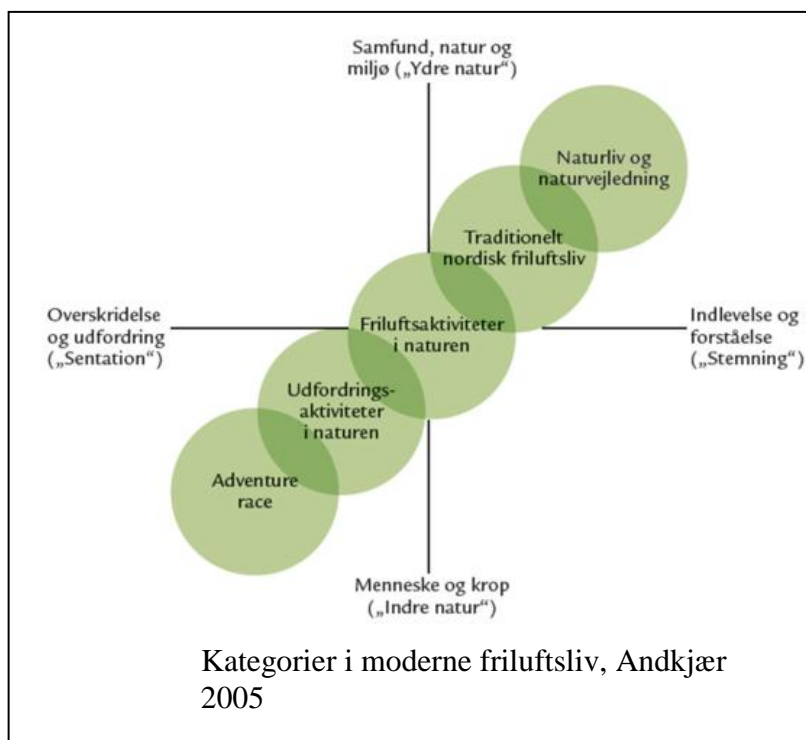 Samfund, natur og
miljø („Ydre natur“)
Naturliv og
naturvejledning
Traditionelt
nordisk friluftsliv
Overskridelse
og udfordring
(„Sentation“)
Friluftsaktiviteter
i naturen
Indlevelse og
forståelse
(„Stemning“)
Udfordrings-
aktiviteter
i naturen
Adventure
race
Menneske og krop
(„Indre natur“)
Kategorier i moderne friluftsliv, Andkjær
2005